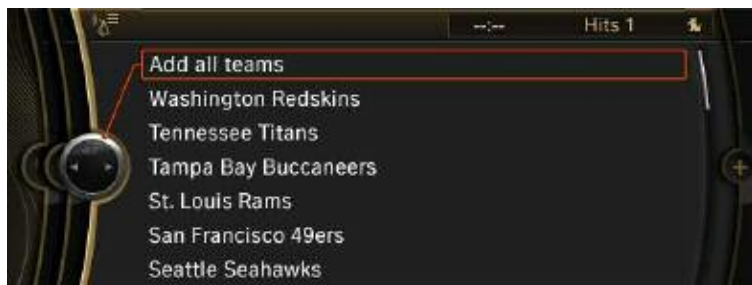 --:-- Hits 1
Add all teams
Washington Redskins
Tennessee Titans
Tampa Bay Buccaneers
St. Louis Rams
San Francisco 49ers
Seattle Seahawks